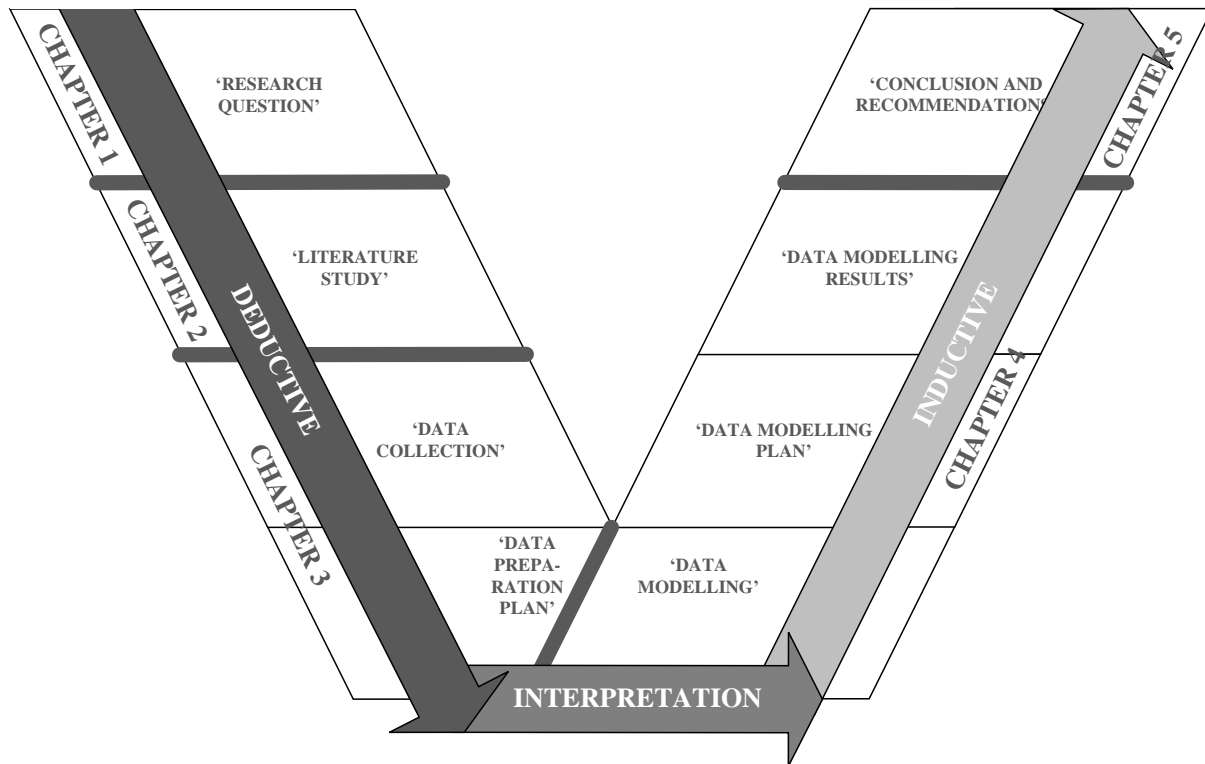 CHAPTER 1
‘RESEARCH
QUESTION’
CHAPTER 2
‘LITERATURE
STUDY’
DEDUCTIVE
CHAPTER 3
‘DATA
COLLECTION’
‘DATA
PREPA-
RATION
PLAN’
INTERPRETATION
‘DATA
MODELLING’
CHAPTER 4
‘DATA MODELLING
PLAN’
‘DATA MODELLING
RESULTS’
INDUCTIVE
CHAPTER 5
‘CONCLUSION AND
RECOMMENDATIONS’